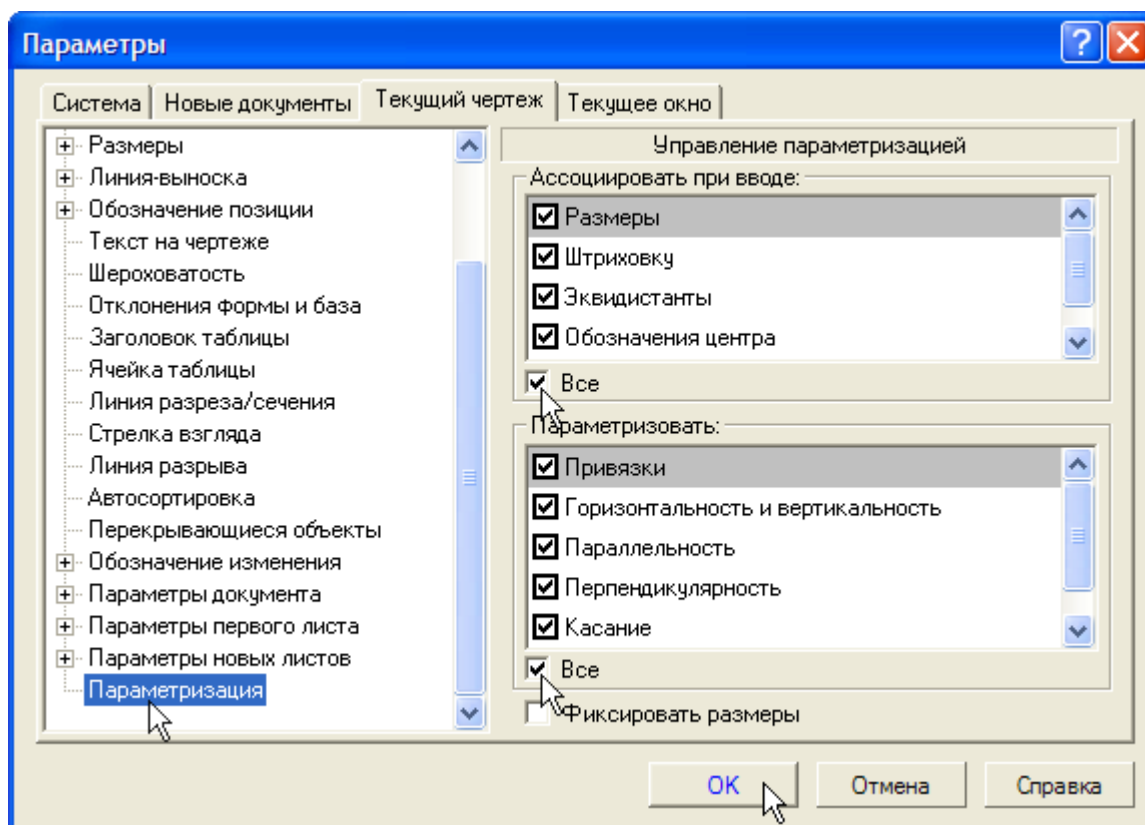 Параметры
Система Новые документы Текущий чертеж Текущее окно
Размеры
Линия-выноска
Обозначение позиции
Текст на чертеже
Шероховатость
Отклонения формы и база
Заголовок таблицы
Ячейка таблицы
Линия разреза/сечения
Стрелка взгляда
Линия разрыва
Автосортировка
Перекрывающиеся объекты
Обозначение изменения
Параметры документа
Параметры первого листа
Параметры новых листов
Параметризация
Управление параметризацией
Ассоциировать при вводе:
Размеры
Штриховку
Эквидистанты
Обозначения центра
Все
Параметризовать:
Привязки
Горизонтальность и вертикальность
Параллельность
Перпендикулярность
Касание
Все
Фиксировать размеры
OK Отмена Справка